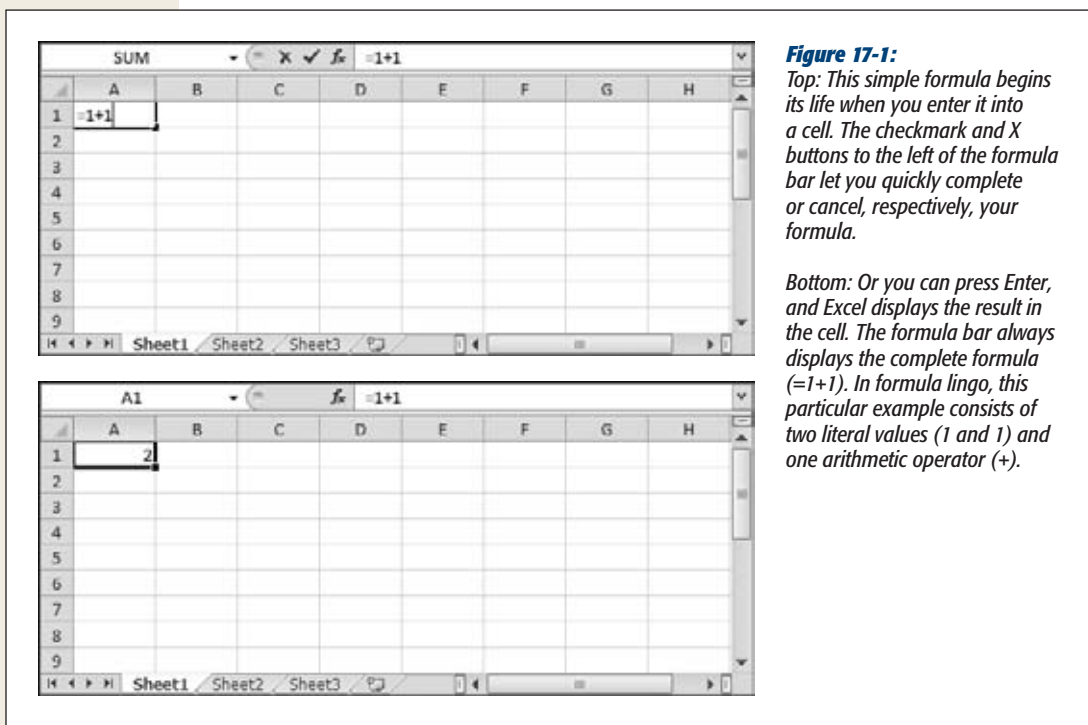 SUM fx =1+1
A B C D E F G H
1 =1+1
2
3
4
5
6
7
8
9
Sheet1 Sheet2 Sheet3
A1 fx =1+1
A B C D E F G H
1 2
2
3
4
5
6
7
8
9
Sheet1 Sheet2 Sheet3
Figure 17-1:
Top: This simple formula begins
its life when you enter it into
a cell. The checkmark and X
buttons to the left of the formula
bar let you quickly complete
or cancel, respectively, your
formula.
Bottom: Or you can press Enter,
and Excel displays the result in
the cell. The formula bar always
displays the complete formula
(=1+1). In formula lingo, this
particular example consists of
two literal values (1 and 1) and
one arithmetic operator (+).